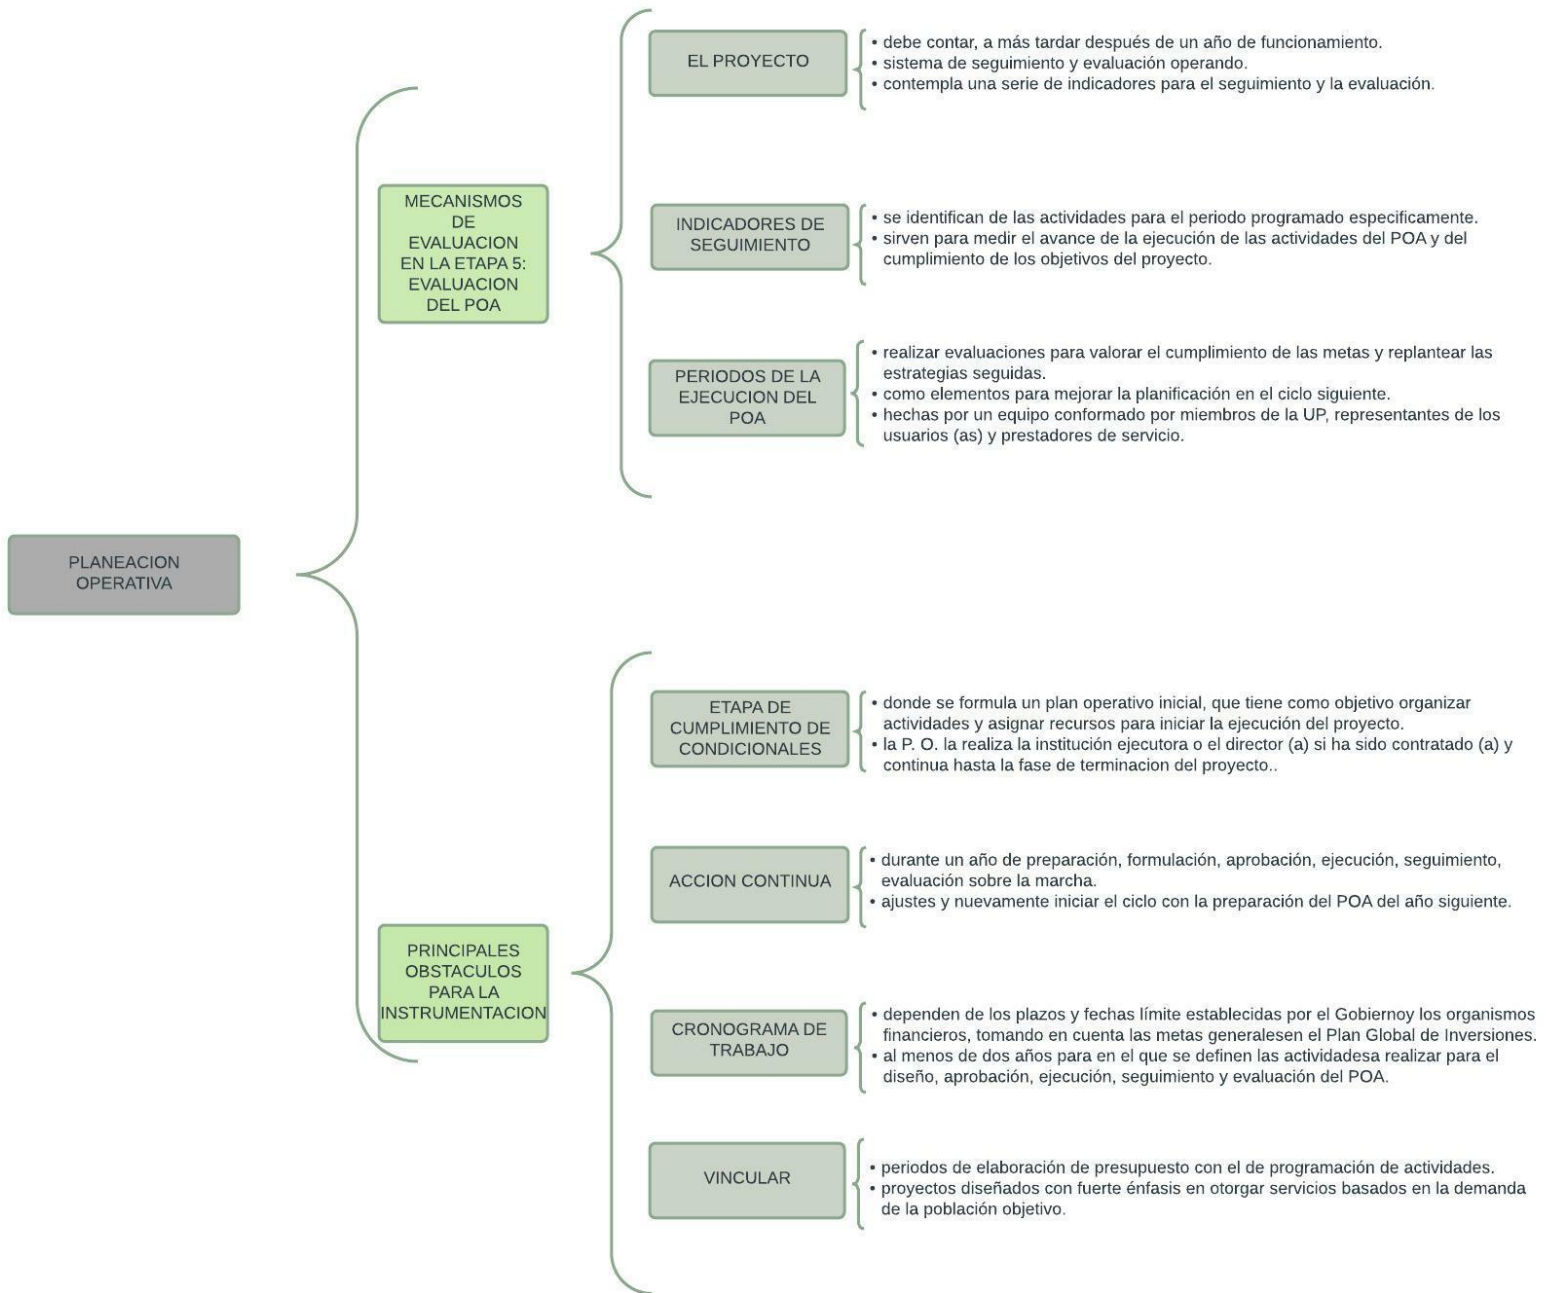 PLANEACION
OPERATIVA
MECANISMOS
DE
EVALUACION
EN LA ETAPA 5:
EVALUACION
DEL POA
EL PROYECTO
• debe contar, a más tardar después de un año de funcionamiento.
• sistema de seguimiento y evaluación operando.
• contempla una serie de indicadores para el seguimiento y la evaluación.
INDICADORES DE
SEGUIMIENTO
• se identifican de las actividades para el periodo programado especificamente.
• sirven para medir el avance de la ejecución de las actividades del POA y del
cumplimiento de los objetivos del proyecto.
PERIODOS DE LA
EJECUCION DEL
POA
• realizar evaluaciones para valorar el cumplimiento de las metas y replantear las
estrategias seguidas.
• como elementos para mejorar la planificación en el ciclo siguiente.
• hechas por un equipo conformado por miembros de la UP, representantes de los
usuarios (as) y prestadores de servicio.
PRINCIPALES
OBSTACULOS
PARA LA
INSTRUMENTACION
ETAPA DE
CUMPLIMIENTO DE
CONDICIONALES
• donde se formula un plan operativo inicial, que tiene como objetivo organizar
actividades y asignar recursos para iniciar la ejecución del proyecto.
• la P. O. la realiza la institución ejecutora o el director (a) si ha sido contratado (a) y
continua hasta la fase de terminacion del proyecto..
ACCION CONTINUA
• durante un año de preparación, formulación, aprobación, ejecución, seguimiento,
evaluación sobre la marcha.
• ajustes y nuevamente iniciar el ciclo con la preparación del POA del año siguiente.
CRONOGRAMA DE
TRABAJO
• dependen de los plazos y fechas límite establecidas por el Gobiernoy los organismos
financieros, tomando en cuenta las metas generalesen el Plan Global de Inversiones.
• al menos de dos años para en el que se definen las actividadesa realizar para el
diseño, aprobación, ejecución, seguimiento y evaluación del POA.
VINCULAR
• periodos de elaboración de presupuesto con el de programación de actividades.
• proyectos diseñados con fuerte énfasis en otorgar servicios basados en la demanda
de la población objetivo.